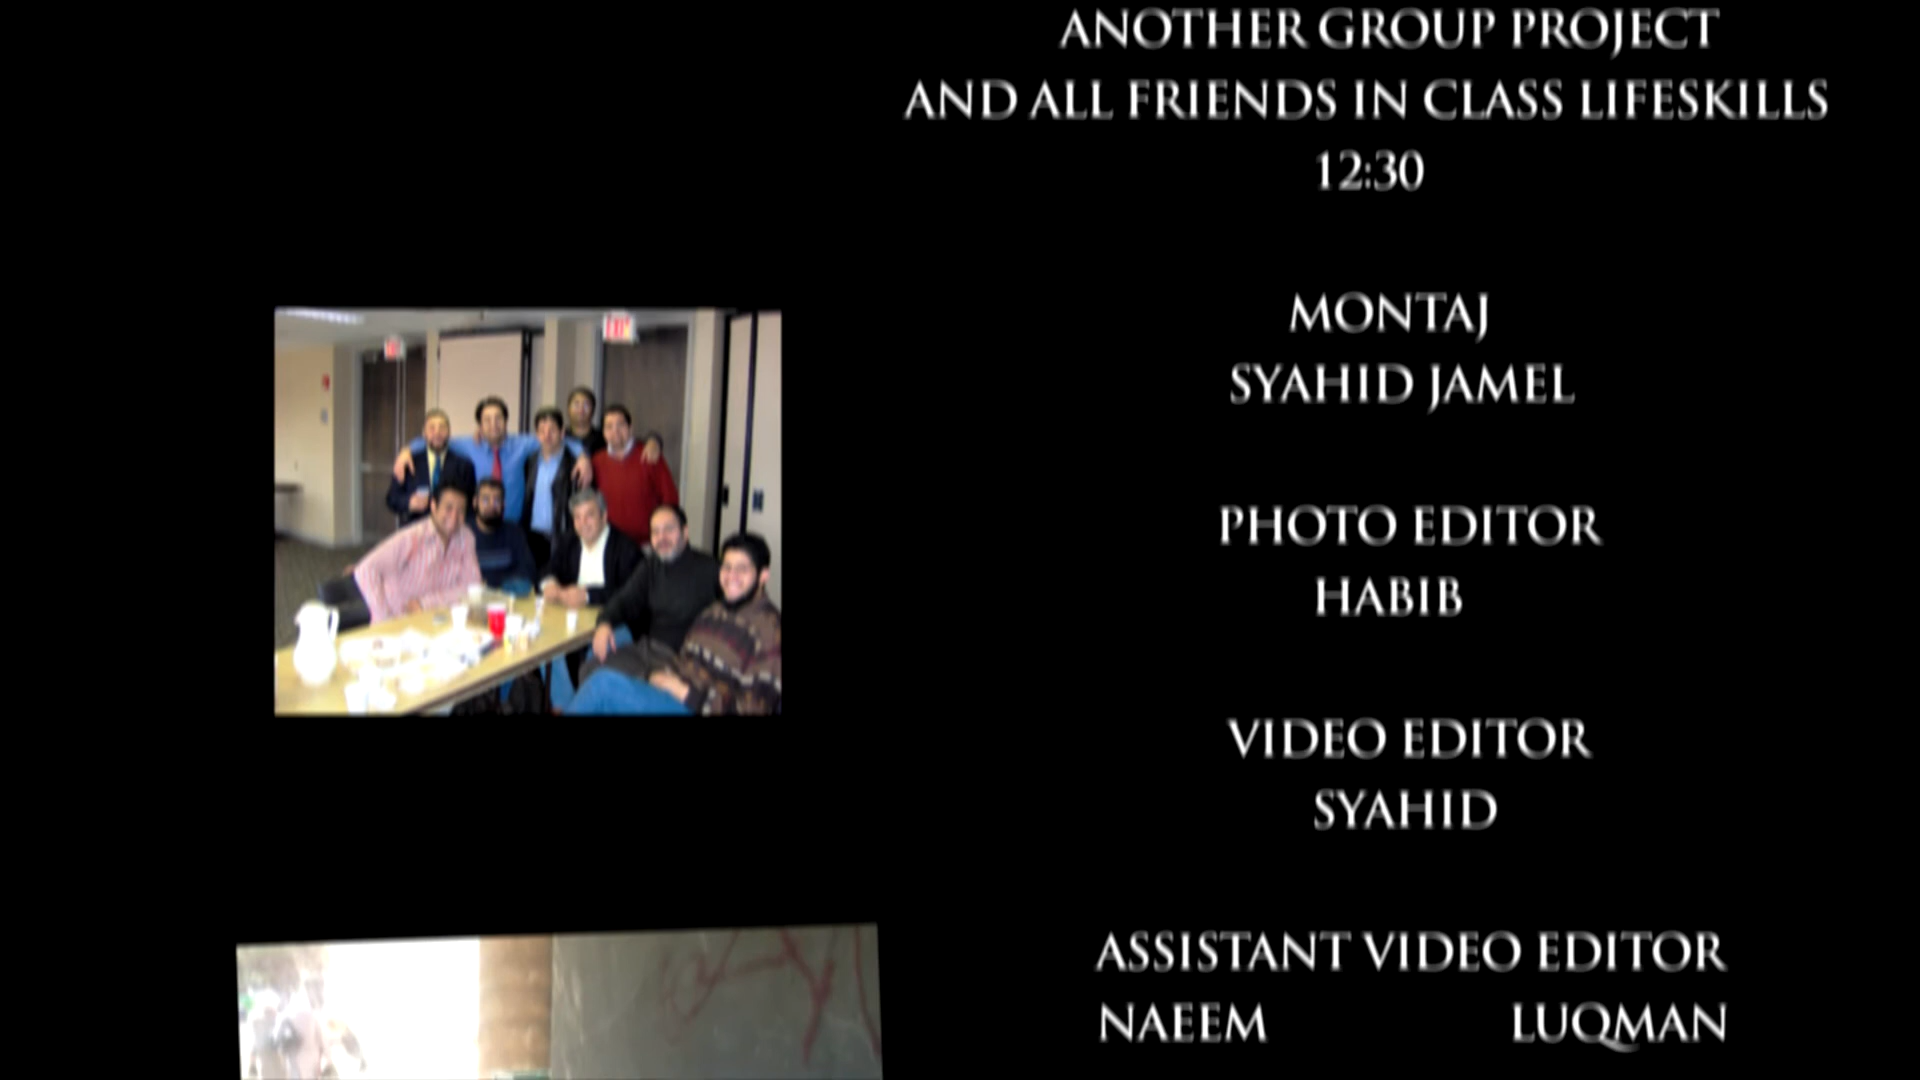 ANOTHER GROUP PROJECT
AND ALL FRIENDS IN CLASS LIFESKILLS
12:30
MONTAJ
SYAHID JAMEL
PHOTO EDITOR
HABIB
VIDEO EDITOR
SYAHID
ASSISTANT VIDEO EDITOR
NAEEM LUQMAN
EXIT